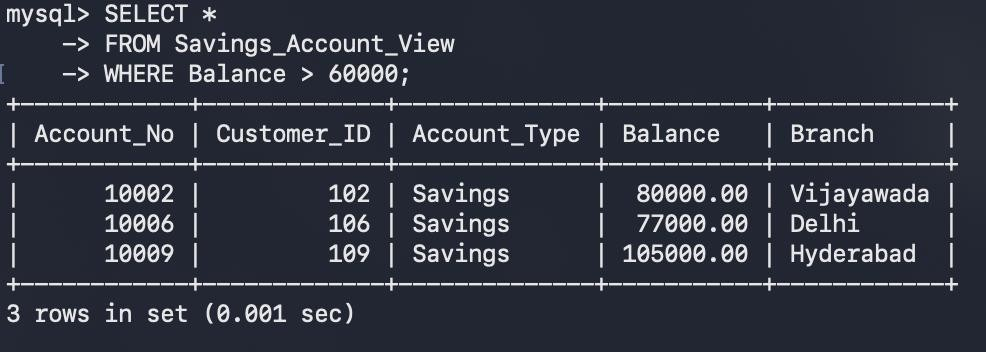 mysql> SELECT *
    -> FROM Savings_Account_View
    -> WHERE Balance > 60000;
+------------+-------------+--------------+-----------+------------+
| Account_No | Customer_ID | Account_Type | Balance   | Branch     |
+------------+-------------+--------------+-----------+------------+
|      10002 |         102 | Savings      |  80000.00 | Vijayawada |
|      10006 |         106 | Savings      |  77000.00 | Delhi      |
|      10009 |         109 | Savings      | 105000.00 | Hyderabad  |
+------------+-------------+--------------+-----------+------------+
3 rows in set (0.001 sec)